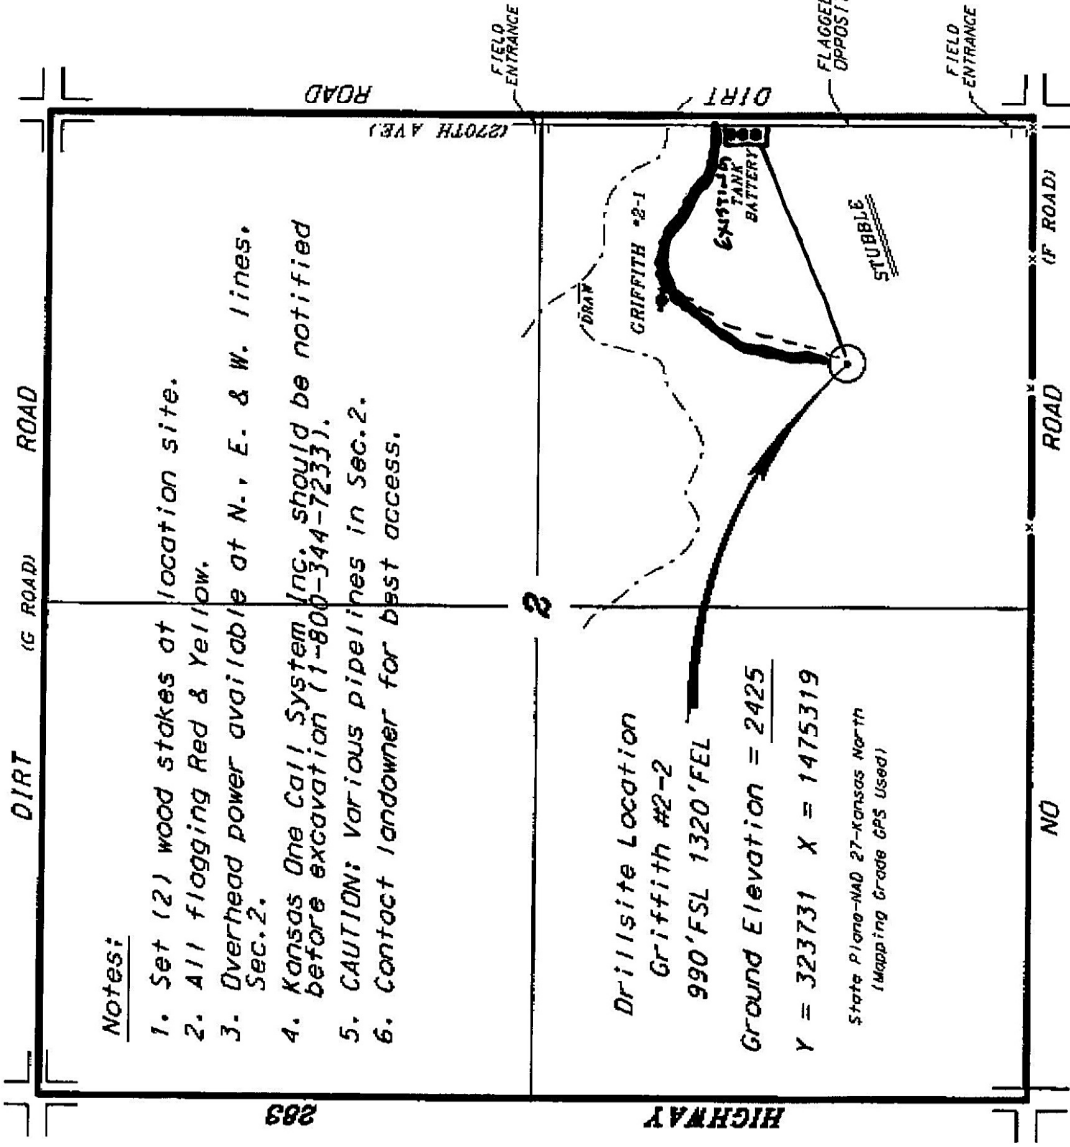 DIRT
(G ROAD)
ROAD
Notes:
1. Set (2) wood stakes at location site.
2. All flagging Red & Yellow.
3. Overhead power available at N., E. & W. lines.
Sec.2.
4. Kansas One Call System Inc. should be notified
before excavation (1-800-344-7233).
5. CAUTION: Various pipelines in Sec.2.
6. Contact landowner for best access.
HIGHWAY
283
2
ROAD
(270TH AVE.)
DIRT
FIELD
ENTRANCE
FLAGGED
OPPOSIT
FIELD
ENTRANCE
DRAW
GRIFFITH #2-1
EXISTING
TANK
BATTERY
STUBBLE
Drillsite Location
Griffith #2-2
990'FSL 1320'FEL
Ground Elevation = 2425
Y = 323731 X = 1475319
State Plane-NAD 27-Kansas North
(Mapping Grade GPS Used)
NO
ROAD
(F ROAD)